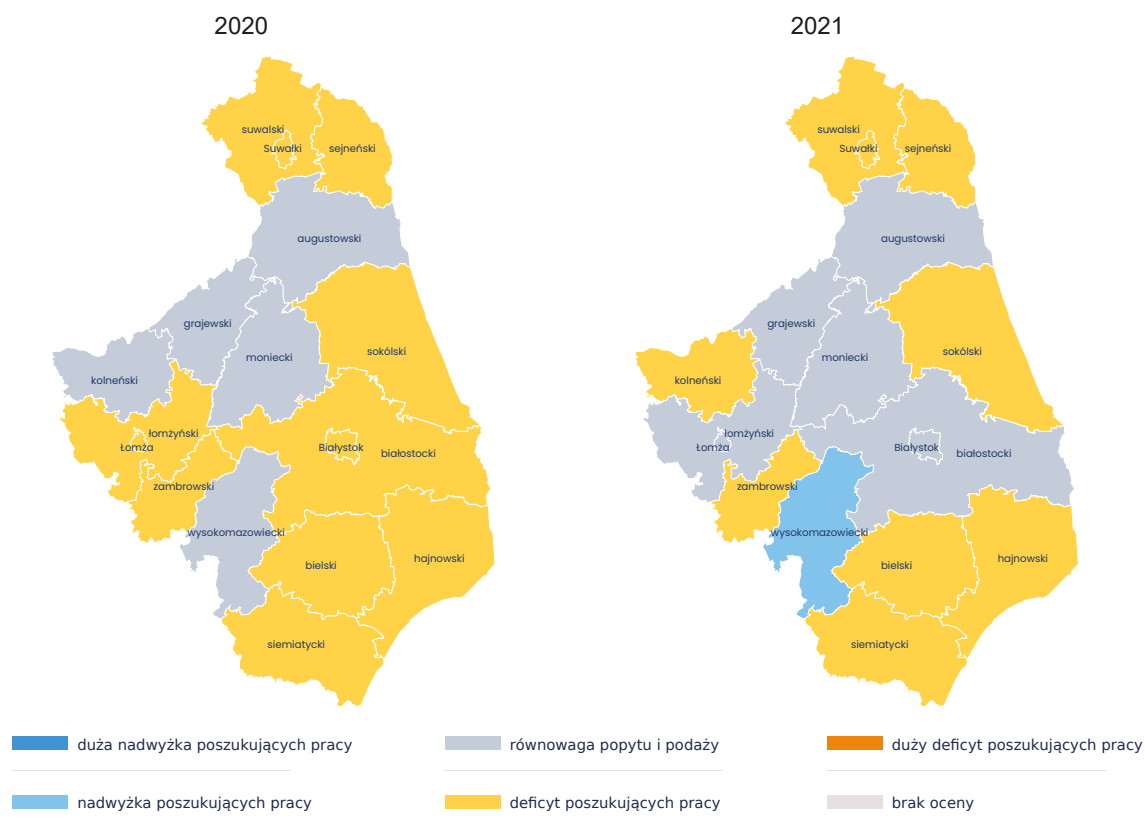 2020
2021
suwalski
Suwałki
sejneński
augustowski
grajewski
moniecki
sokólski
kolneński
łomżyński
Łomża
Białystok
białostocki
zambrowski
wysokomazowiecki
bielski
hajnowski
siemiatycki
suwalski
Suwałki
sejneński
augustowski
grajewski
moniecki
sokólski
kolneński
łomżyński
Łomża
Białystok
białostocki
zambrowski
wysokomazowiecki
bielski
hajnowski
siemiatycki
duża nadwyżka poszukujących pracy
równowaga popytu i podaży
duży deficyt poszukujących pracy
nadwyżka poszukujących pracy
deficyt poszukujących pracy
brak oceny